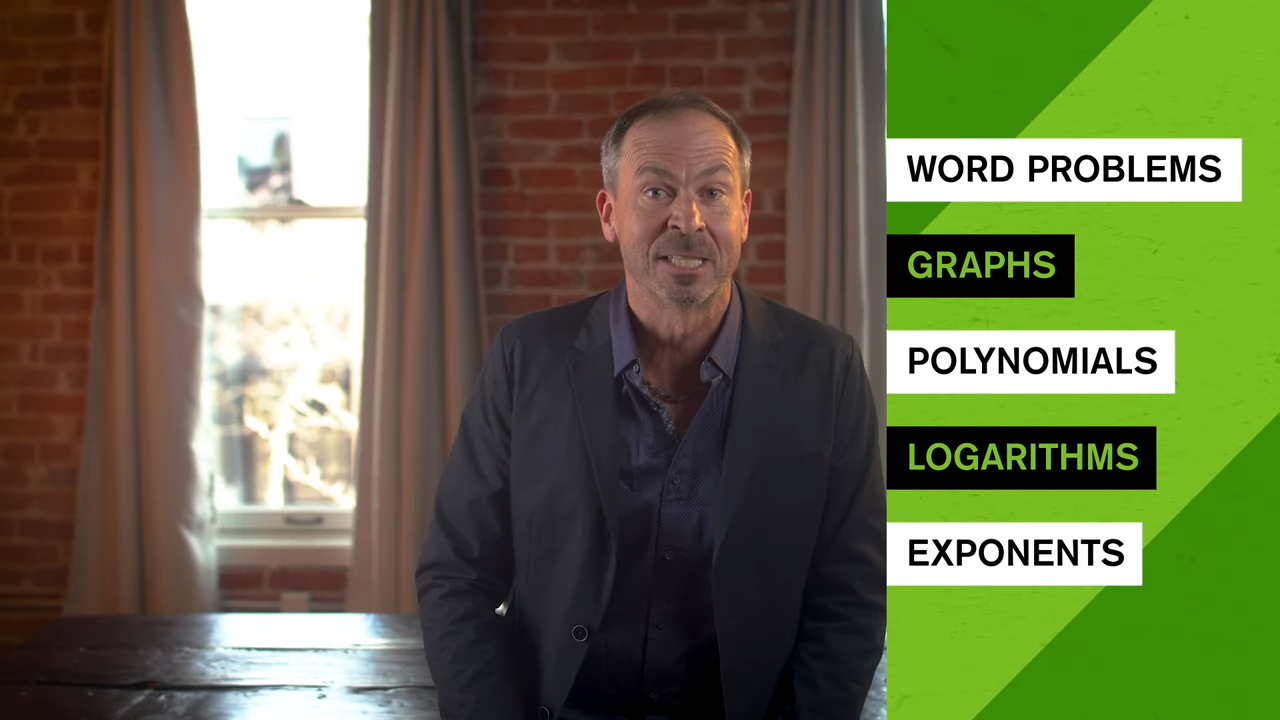 WORD PROBLEMS
GRAPHS
POLYNOMIALS
LOGARITHMS
EXPONENTS